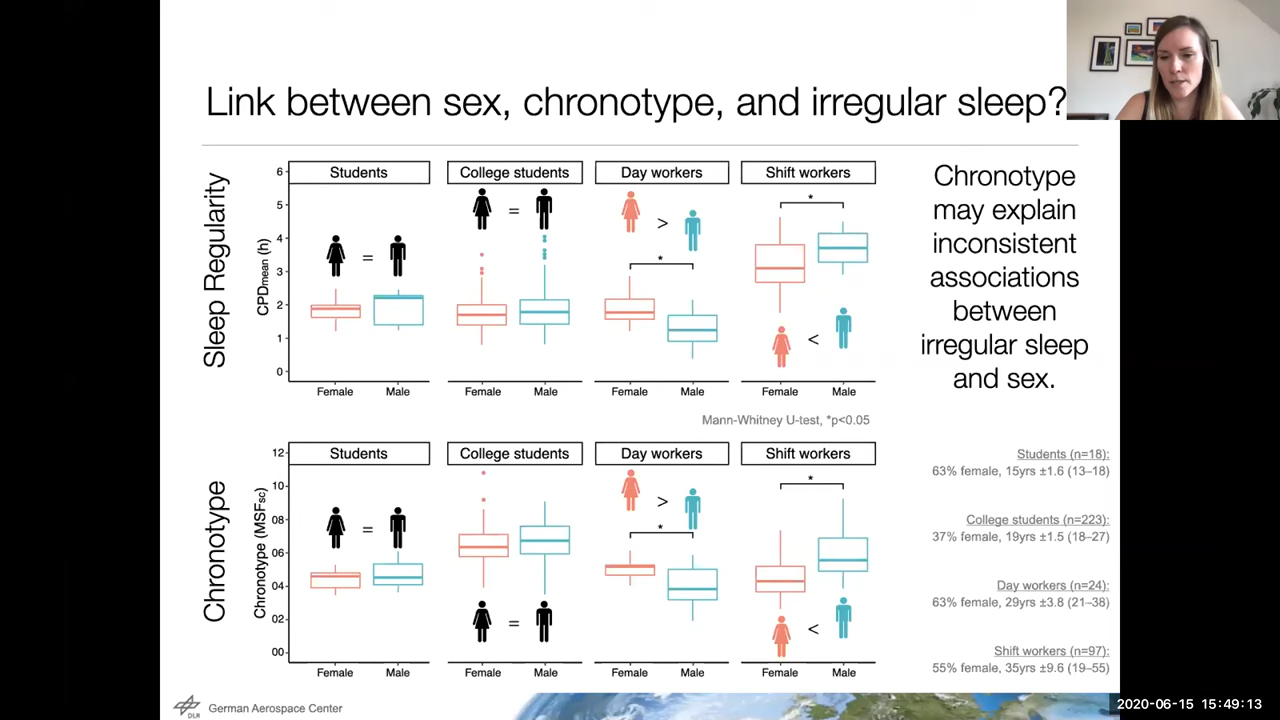 Link between sex, chronotype, and irregular sleep?
Sleep Regularity
CPDmean (h)
6
5
4
3
2
1
0
Students
College students
Day workers
Shift workers
=
=
>
<
*
*
Female
Male
Female
Male
Female
Male
Female
Male
Mann-Whitney U-test, *p<0.05
Chronotype
Chronotype (MSFsc)
12
10
08
06
04
02
00
Students
College students
Day workers
Shift workers
=
=
>
<
*
*
Female
Male
Female
Male
Female
Male
Female
Male
Chronotype
may explain
inconsistent
associations
between
irregular sleep
and sex.
Students (n=18):
63% female, 15yrs ±1.6 (13–18)
College students (n=223):
37% female, 19yrs ±1.5 (18–27)
Day workers (n=24):
63% female, 29yrs ±3.8 (21–38)
Shift workers (n=97):
55% female, 35yrs ±9.6 (19–55)
DLR
German Aerospace Center
2020-06-15 15:49:13